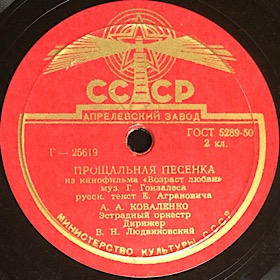 СССР
АПРЕЛЕВСКИЙ ЗАВОД
ГОСТ 5289-50
2 кл.
Г — 25619
ПРОЩАЛЬНАЯ ПЕСЕНКА
из кинофильма «Возраст любви»
муз. Г. Гонзалеса
русск. текст Е. Аграновича
А. А. КОВАЛЕНКО
Эстрадный оркестр
Дирижер
В. Н. Людвиковский
МИНИСТЕРСТВО КУЛЬТУРЫ СССР